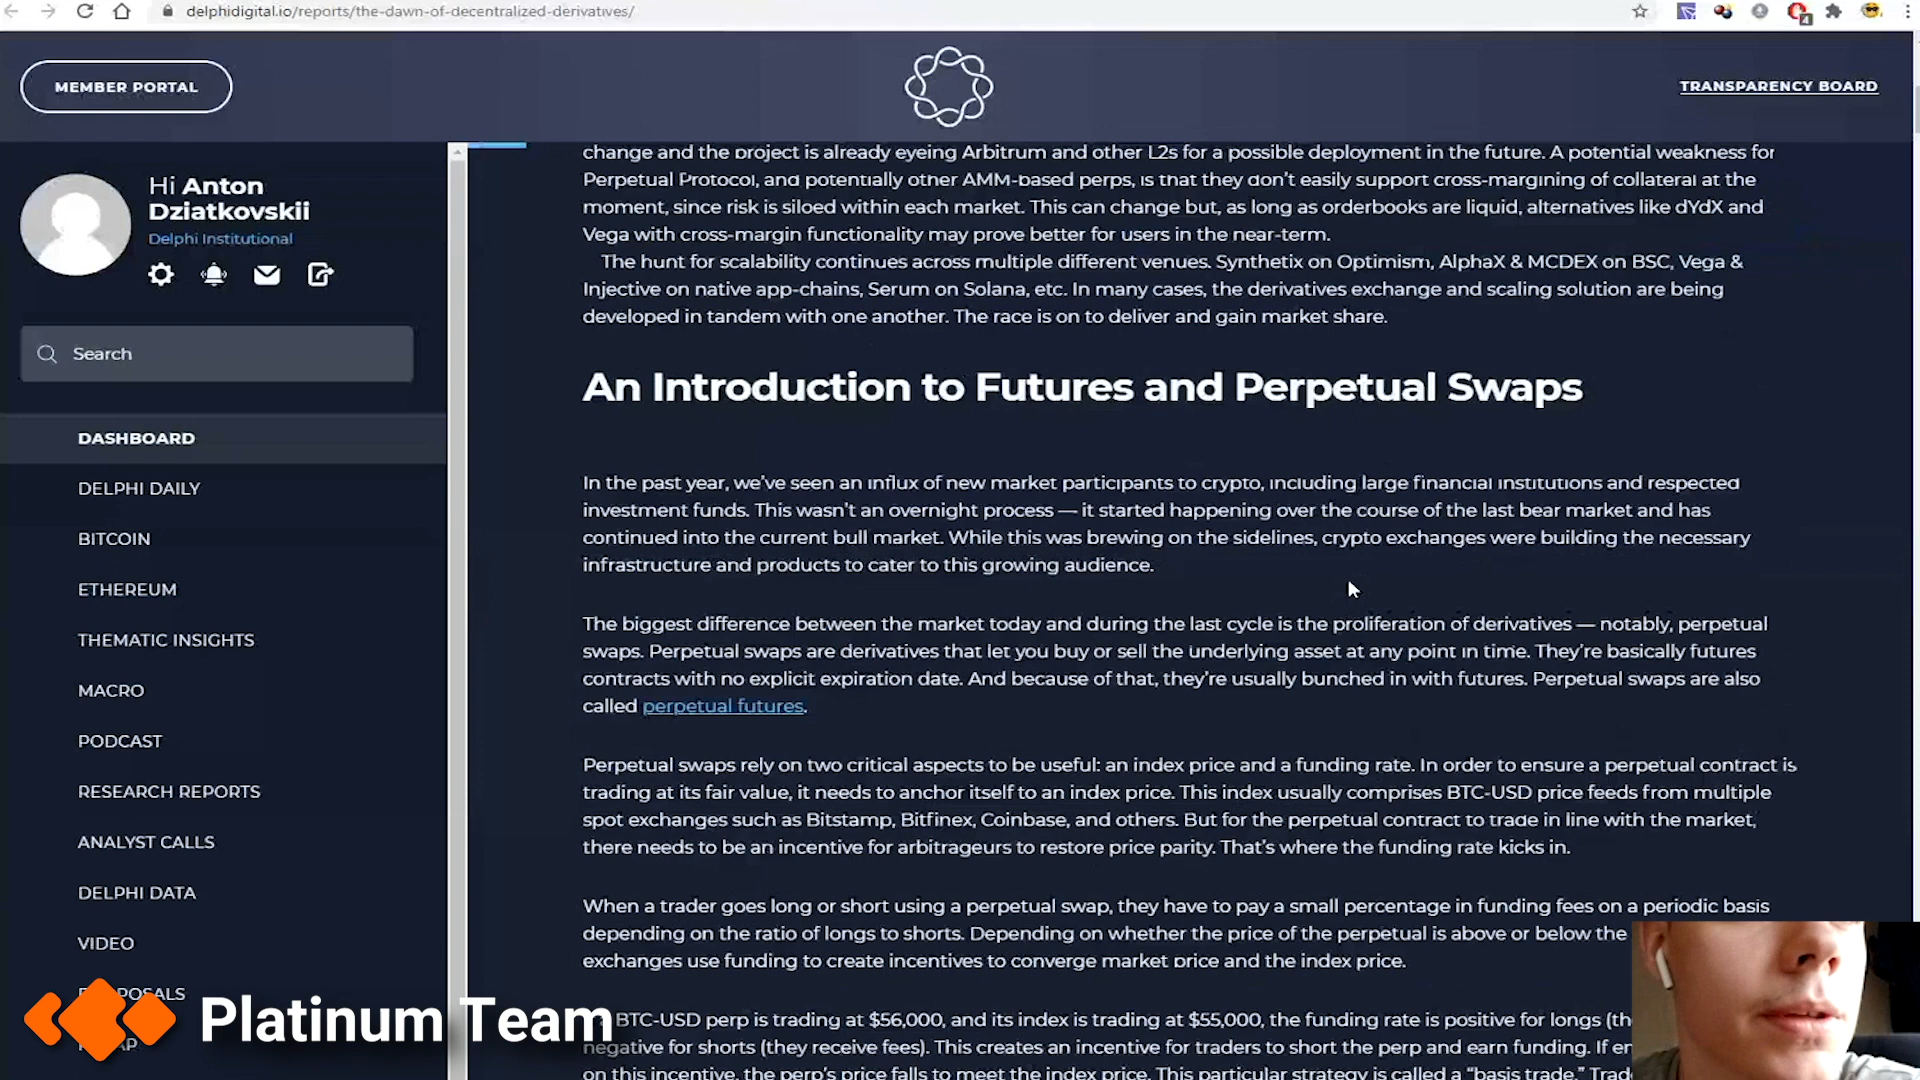 delphidigital.io/reports/the-dawn-of-decentralized-derivatives/
4
MEMBER PORTAL
TRANSPARENCY BOARD
Hi Anton
Dziatkovskii
Delphi Institutional
Search
DASHBOARD
DELPHI DAILY
BITCOIN
ETHEREUM
THEMATIC INSIGHTS
MACRO
PODCAST
RESEARCH REPORTS
ANALYST CALLS
DELPHI DATA
VIDEO
Platinum Team
change and the project is already eyeing Arbitrum and other L2s for a possible deployment in the future. A potential weakness for
Perpetual Protocol, and potentially other AMM-based perps, is that they don't easily support cross-margining of collateral at the
moment, since risk is siloed within each market. This can change but, as long as orderbooks are liquid, alternatives like dYdX and
Vega with cross-margin functionality may prove better for users in the near-term.
The hunt for scalability continues across multiple different venues. Synthetix on Optimism, AlphaX & MCDEX on BSC, Vega &
Injective on native app-chains, Serum on Solana, etc. In many cases, the derivatives exchange and scaling solution are being
developed in tandem with one another. The race is on to deliver and gain market share.
An Introduction to Futures and Perpetual Swaps
In the past year, we've seen an influx of new market participants to crypto, including large financial institutions and respected
investment funds. This wasn't an overnight process — it started happening over the course of the last bear market and has
continued into the current bull market. While this was brewing on the sidelines, crypto exchanges were building the necessary
infrastructure and products to cater to this growing audience.
The biggest difference between the market today and during the last cycle is the proliferation of derivatives — notably, perpetual
swaps. Perpetual swaps are derivatives that let you buy or sell the underlying asset at any point in time. They're basically futures
contracts with no explicit expiration date. And because of that, they're usually bunched in with futures. Perpetual swaps are also
called perpetual futures.
Perpetual swaps rely on two critical aspects to be useful: an index price and a funding rate. In order to ensure a perpetual contract is
trading at its fair value, it needs to anchor itself to an index price. This index usually comprises BTC-USD price feeds from multiple
spot exchanges such as Bitstamp, Bitfinex, Coinbase, and others. But for the perpetual contract to trade in line with the market,
there needs to be an incentive for arbitrageurs to restore price parity. That's where the funding rate kicks in.
When a trader goes long or short using a perpetual swap, they have to pay a small percentage in funding fees on a periodic basis
depending on the ratio of longs to shorts. Depending on whether the price of the perpetual is above or below the
exchanges use funding to create incentives to converge market price and the index price.
BTC-USD perp is trading at $56,000, and its index is trading at $55,000, the funding rate is positive for longs
negative for shorts (they receive fees). This creates an incentive for traders to short the perp and earn funding. If
on this incentive, the perp's price falls to meet the index price. This particular strategy is called a "basis trade."